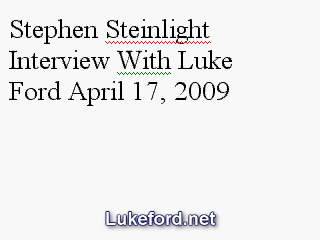 Stephen Steinlight
Interview With Luke
Ford April 17, 2009
Lukeford.net